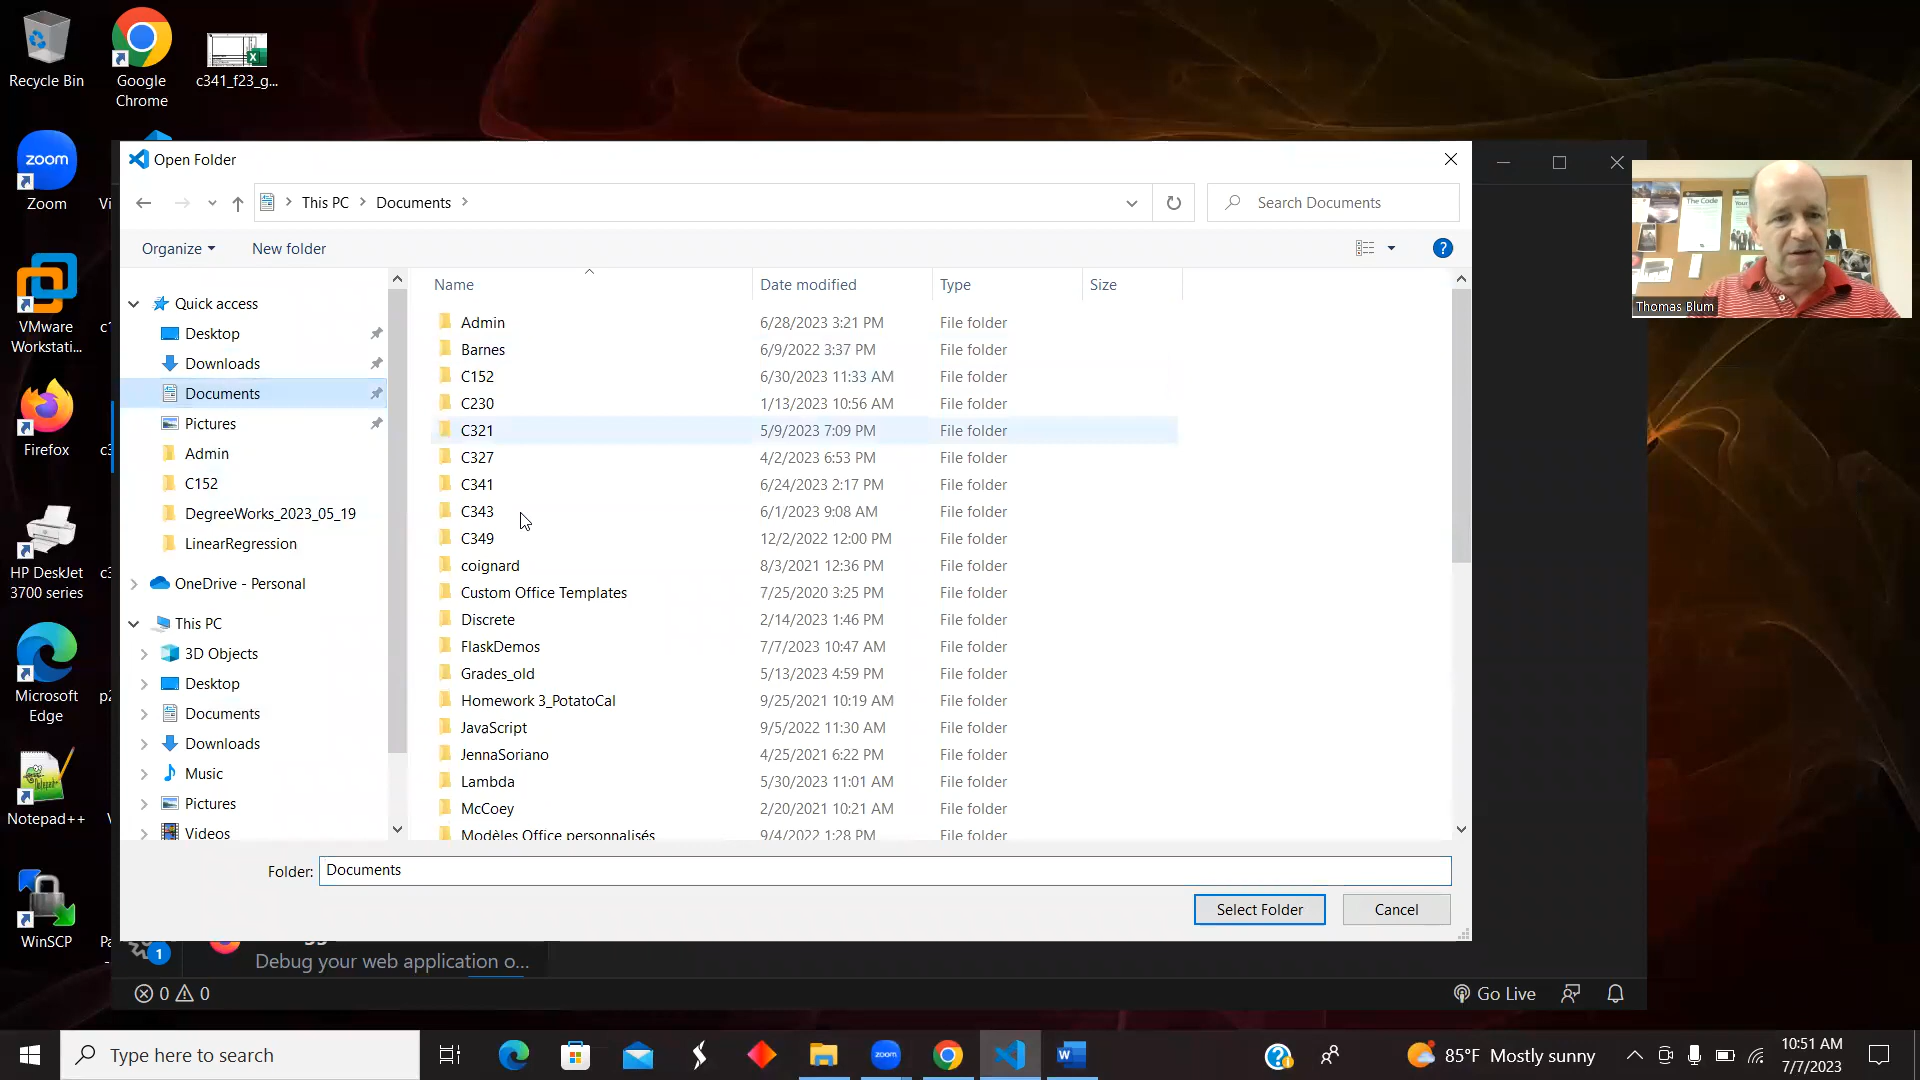 Recycle Bin
Google
Chrome
c341_f23_g...
zoom
Zoom
VMware
Workstati...
Firefox
HP DeskJet
3700 series
Microsoft
Edge
Notepad++
WinSCP
Open Folder
This PC
Documents
Search Documents
Organize
New folder
Name
Date modified
Type
Size
Quick access
Desktop
Downloads
Documents
Pictures
Admin
C152
DegreeWorks_2023_05_19
LinearRegression
OneDrive - Personal
This PC
3D Objects
Desktop
Documents
Downloads
Music
Pictures
Videos
Admin 6/28/2023 3:21 PM File folder
Barnes 6/9/2022 3:37 PM File folder
C152 6/30/2023 11:33 AM File folder
C230 1/13/2023 10:56 AM File folder
C321 5/9/2023 7:09 PM File folder
C327 4/2/2023 6:53 PM File folder
C341 6/24/2023 2:17 PM File folder
C343 6/1/2023 9:08 AM File folder
C349 12/2/2022 12:00 PM File folder
coignard 8/3/2021 12:36 PM File folder
Custom Office Templates 7/25/2020 3:25 PM File folder
Discrete 2/14/2023 1:46 PM File folder
FlaskDemos 7/7/2023 10:47 AM File folder
Grades_old 5/13/2023 4:59 PM File folder
Homework 3_PotatoCal 9/25/2021 10:19 AM File folder
JavaScript 9/5/2022 11:30 AM File folder
JennaSoriano 4/25/2021 6:22 PM File folder
Lambda 5/30/2023 11:01 AM File folder
McCoey 2/20/2021 10:21 AM File folder
Modèles Office personnalisés 9/4/2022 1:28 PM File folder
Folder: Documents
Select Folder
Cancel
Debug your web application o...
1
0 0
Go Live
The Code
Your
Thomas Blum
Type here to search
zoom
85°F Mostly sunny
10:51 AM
7/7/2023